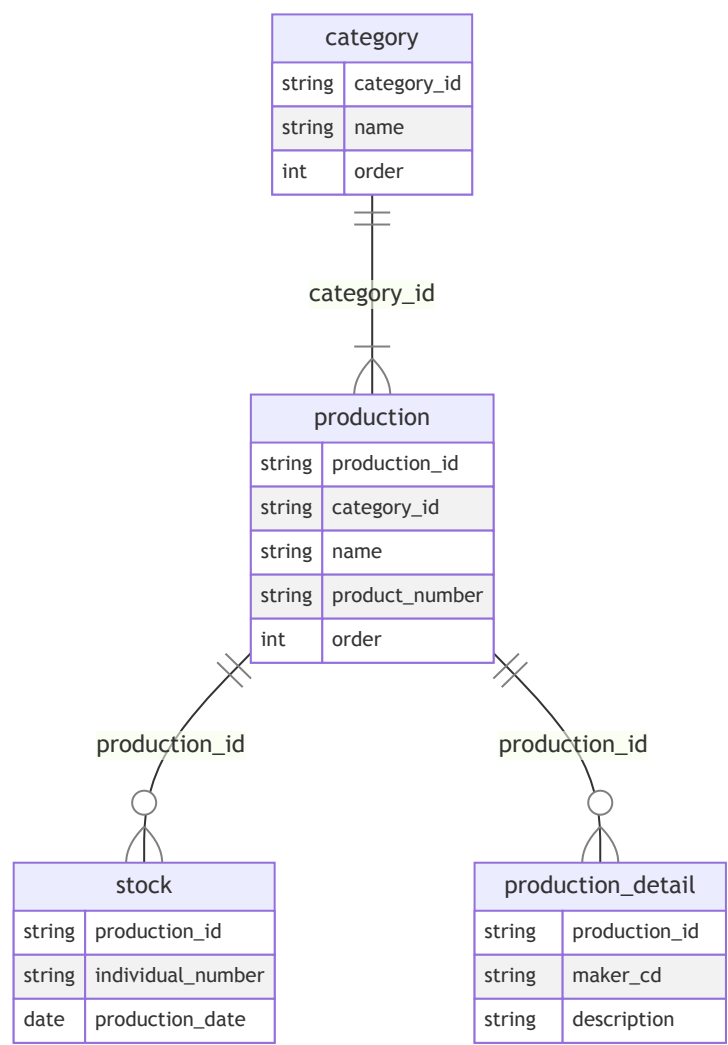 category
string category_id
string name
int order
category_id
production
string production_id
string category_id
string name
string product_number
int order
production_id production_id
stock
string production_id
string individual_number
date production_date
production_detail
string production_id
string maker_cd
string description